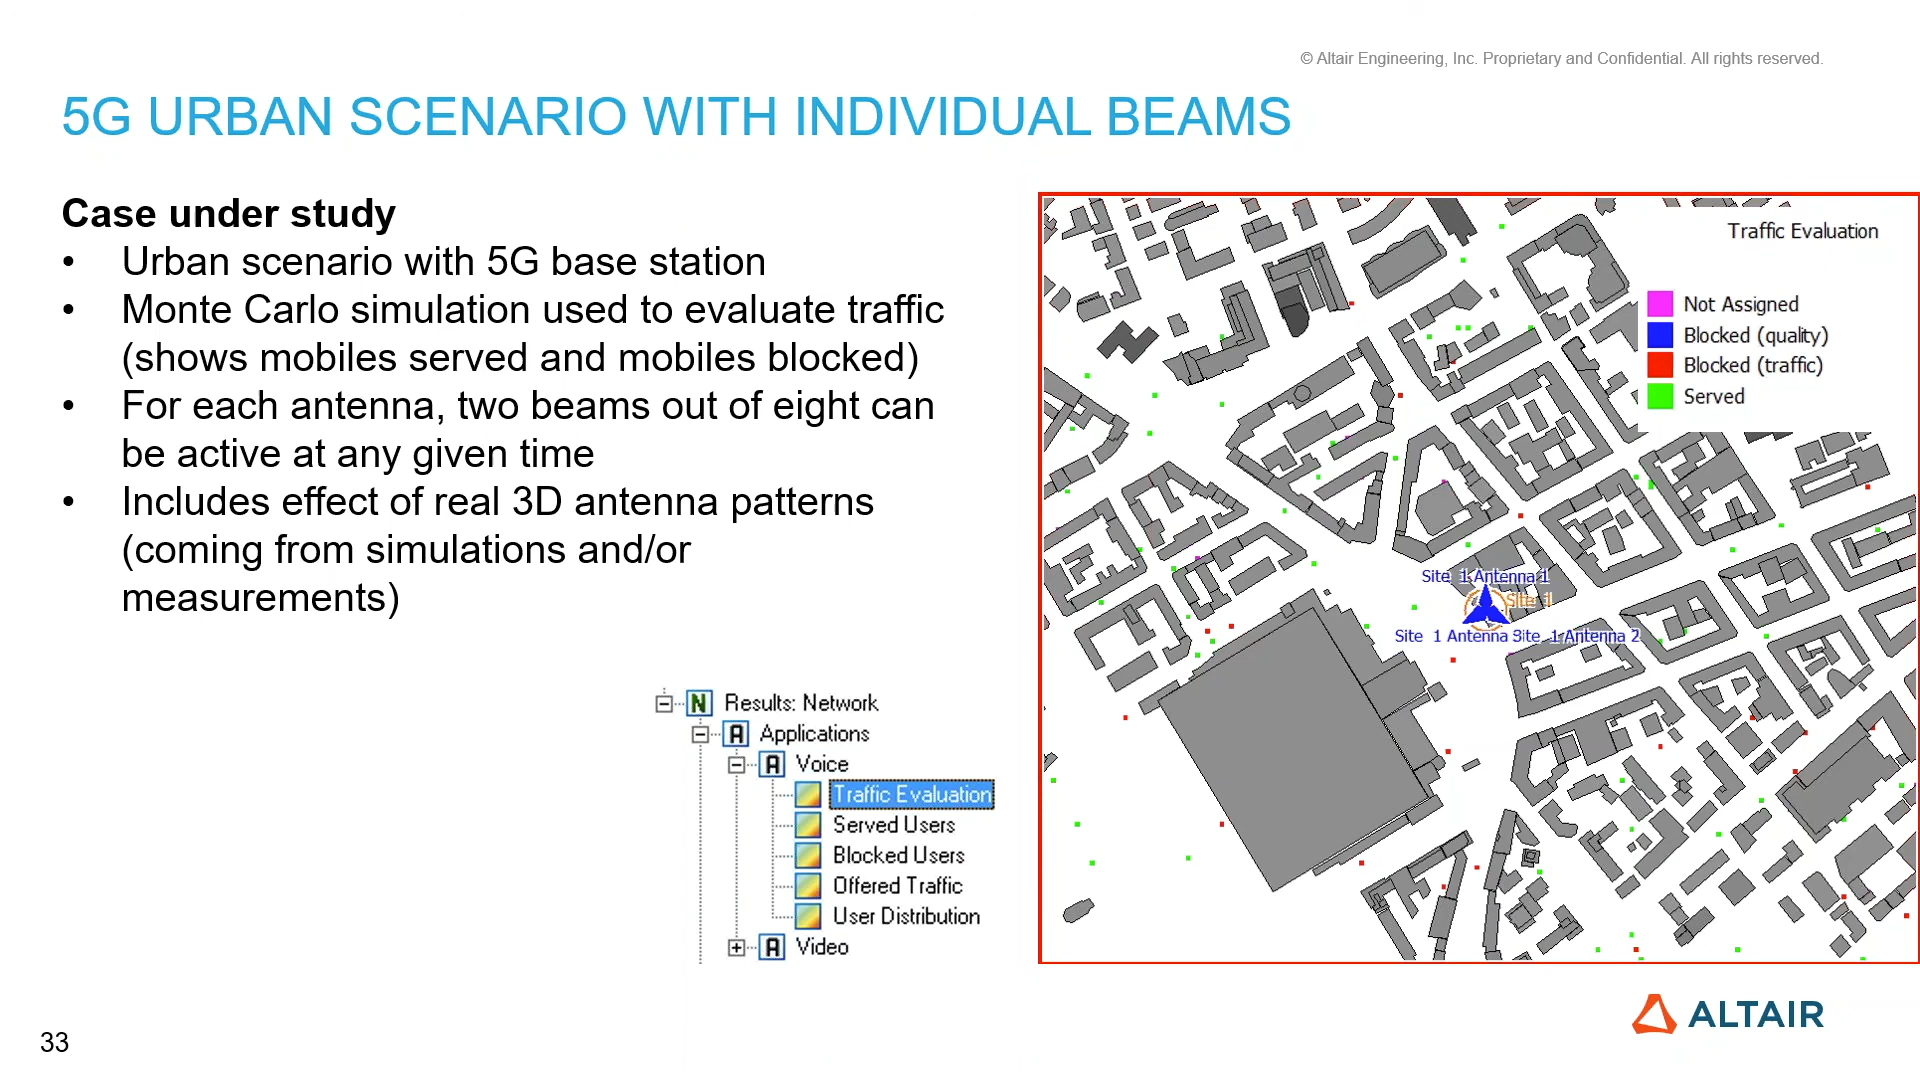 © Altair Engineering, Inc. Proprietary and Confidential. All rights reserved.
5G URBAN SCENARIO WITH INDIVIDUAL BEAMS
Case under study
• Urban scenario with 5G base station
• Monte Carlo simulation used to evaluate traffic
(shows mobiles served and mobiles blocked)
• For each antenna, two beams out of eight can
be active at any given time
• Includes effect of real 3D antenna patterns
(coming from simulations and/or
measurements)
N Results: Network
A Applications
A Voice
Traffic Evaluation
Served Users
Blocked Users
Offered Traffic
User Distribution
A Video
Traffic Evaluation
Not Assigned
Blocked (quality)
Blocked (traffic)
Served
Site 1 Antenna 1
Site 1
Site 1 Antenna Site 1 Antenna 2
ALTAIR
33